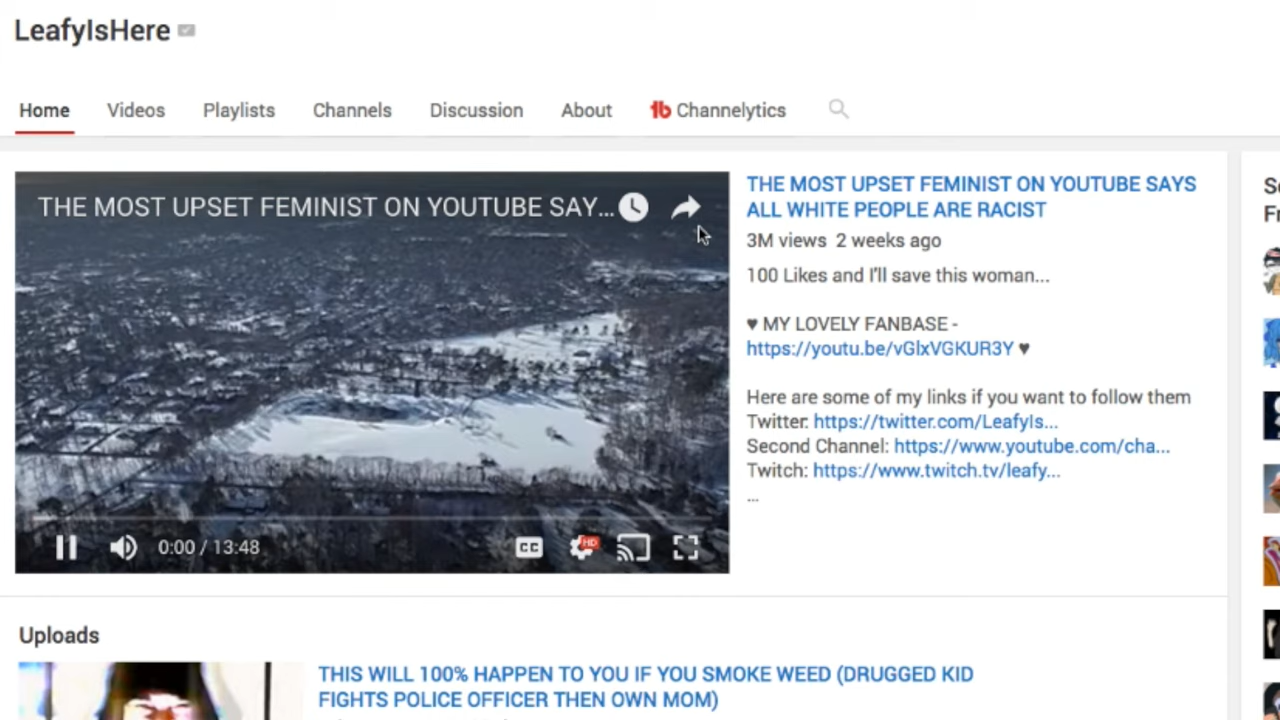 LeafyIsHere
Home Videos Playlists Channels Discussion About Channelytics
THE MOST UPSET FEMINIST ON YOUTUBE SAY...
0:00 / 13:48
CC
HD
THE MOST UPSET FEMINIST ON YOUTUBE SAYS
ALL WHITE PEOPLE ARE RACIST
3M views 2 weeks ago
100 Likes and I'll save this woman...
♥ MY LOVELY FANBASE -
https://youtu.be/vGlxVGKUR3Y ♥
Here are some of my links if you want to follow them
Twitter: https://twitter.com/LeafyIs...
Second Channel: https://www.youtube.com/cha...
Twitch: https://www.twitch.tv/leafy...
...
Uploads
THIS WILL 100% HAPPEN TO YOU IF YOU SMOKE WEED (DRUGGED KID
FIGHTS POLICE OFFICER THEN OWN MOM)